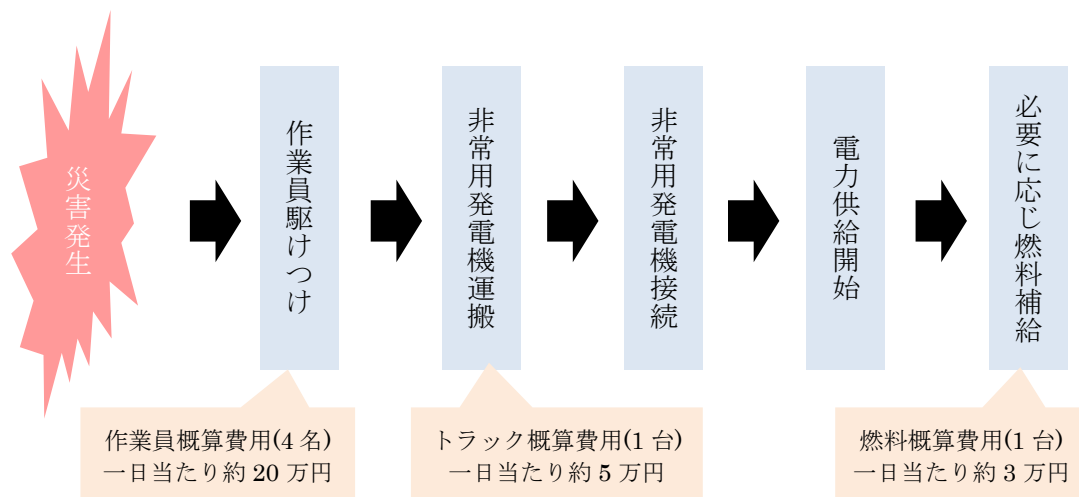 災害発生
作業員駆けつけ
非常用発電機運搬
非常用発電機接続
電力供給開始
必要に応じ燃料補給
作業員概算費用(4 名)
一日当たり約 20 万円
トラック概算費用(1 台)
一日当たり約 5 万円
燃料概算費用(1 台)
一日当たり約 3 万円